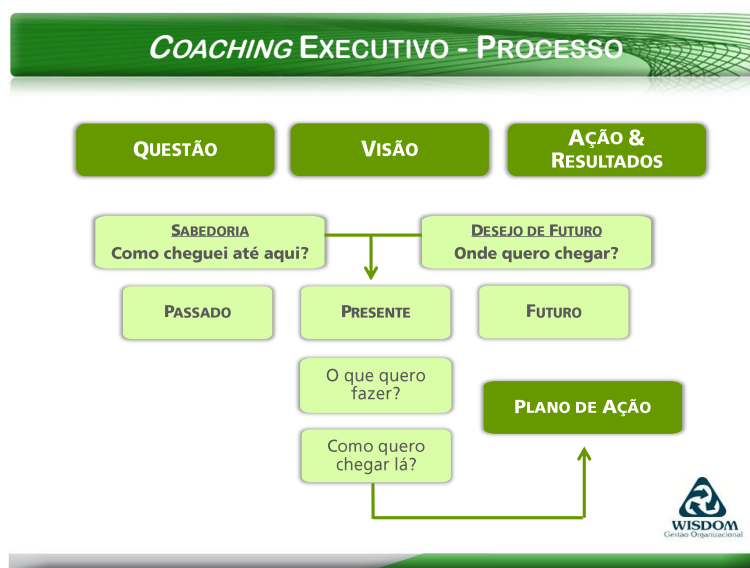 COACHING EXECUTIVO - PROCESSO
QUESTÃO
VISÃO
AÇÃO &
RESULTADOS
SABEDORIA
Como cheguei até aqui?
DESEJO DE FUTURO
Onde quero chegar?
PASSADO
PRESENTE
FUTURO
O que quero
fazer?
PLANO DE AÇÃO
Como quero
chegar lá?
WISDOM
Gestão Organizacional